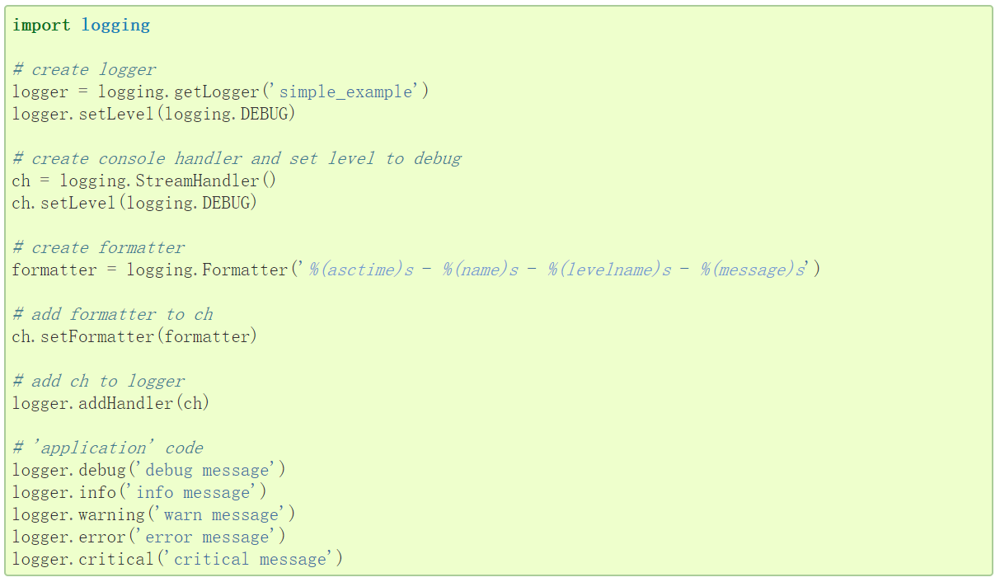 import logging

# create logger
logger = logging.getLogger('simple_example')
logger.setLevel(logging.DEBUG)

# create console handler and set level to debug
ch = logging.StreamHandler()
ch.setLevel(logging.DEBUG)

# create formatter
formatter = logging.Formatter('%(asctime)s - %(name)s - %(levelname)s - %(message)s')

# add formatter to ch
ch.setFormatter(formatter)

# add ch to logger
logger.addHandler(ch)

# 'application' code
logger.debug('debug message')
logger.info('info message')
logger.warning('warn message')
logger.error('error message')
logger.critical('critical message')